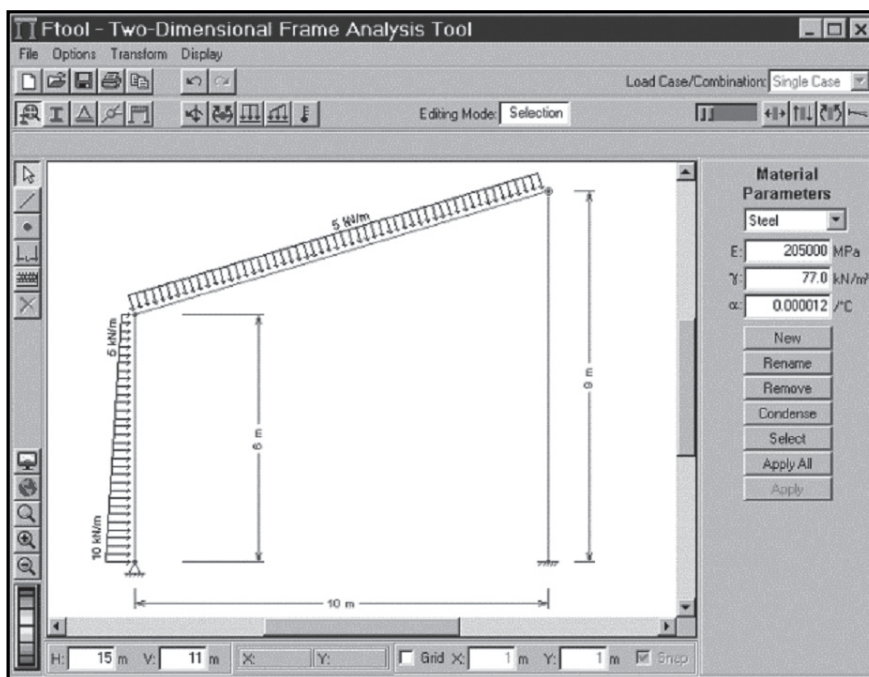 Ftool - Two-Dimensional Frame Analysis Tool
File Options Transform Display
Load Case/Combination: Single Case
Editing Mode: Selection
Material
Parameters
Steel
E: 205000 MPa
γ: 77.0 kN/m³
α: 0.000012 /°C
New
Rename
Remove
Condense
Select
Apply All
Apply
5 kN/m
5 kN/m
10 kN/m
6 m
9 m
10 m
H: 15 m V: 11 m X: Y: Grid X: 1 m Y: 1 m Snap